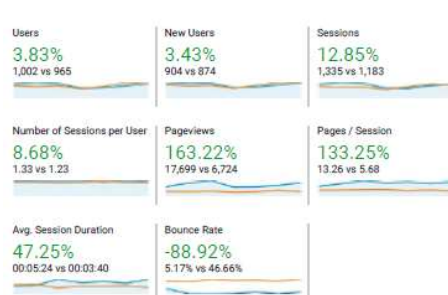 Users
3.83%
1,002 vs 965
New Users
3.43%
904 vs 874
Sessions
12.85%
1,335 vs 1,183
Number of Sessions per User
8.68%
1.33 vs 1.23
Pageviews
163.22%
17,699 vs 6,724
Pages / Session
133.25%
13.26 vs 5.68
Avg. Session Duration
47.25%
00:05:24 vs 00:03:40
Bounce Rate
-88.92%
5.17% vs 46.66%